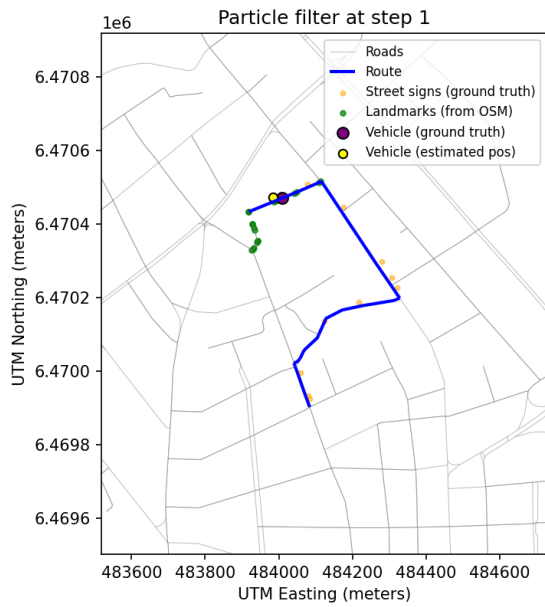 Particle filter at step 1
1e6
Roads
Route
Street signs (ground truth)
Landmarks (from OSM)
Vehicle (ground truth)
Vehicle (estimated pos)
6.4708
6.4706
6.4704
6.4702
6.4700
6.4698
6.4696
UTM Northing (meters)
483600 483800 484000 484200 484400 484600
UTM Easting (meters)